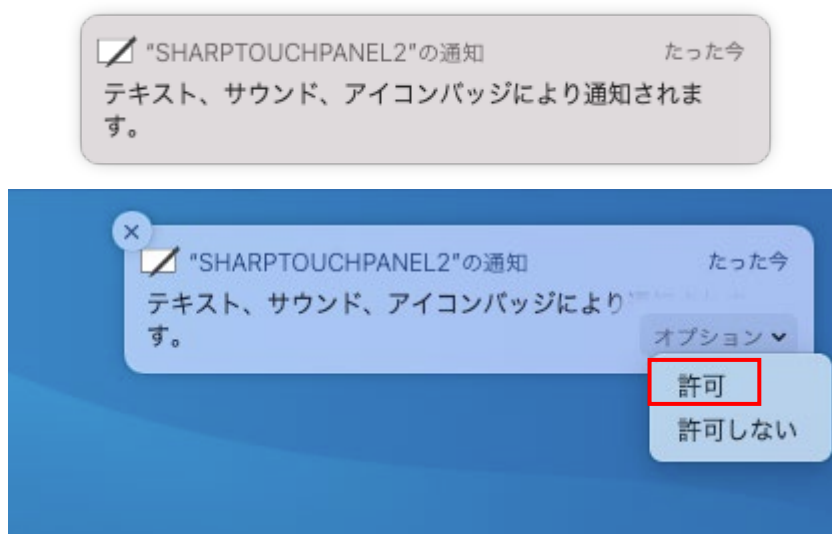 "SHARPTOUCHPANEL2"の通知 たった今
テキスト、サウンド、アイコンバッジにより通知されま
す。
"SHARPTOUCHPANEL2"の通知 たった今
テキスト、サウンド、アイコンバッジにより
す。
オプション
許可
許可しない